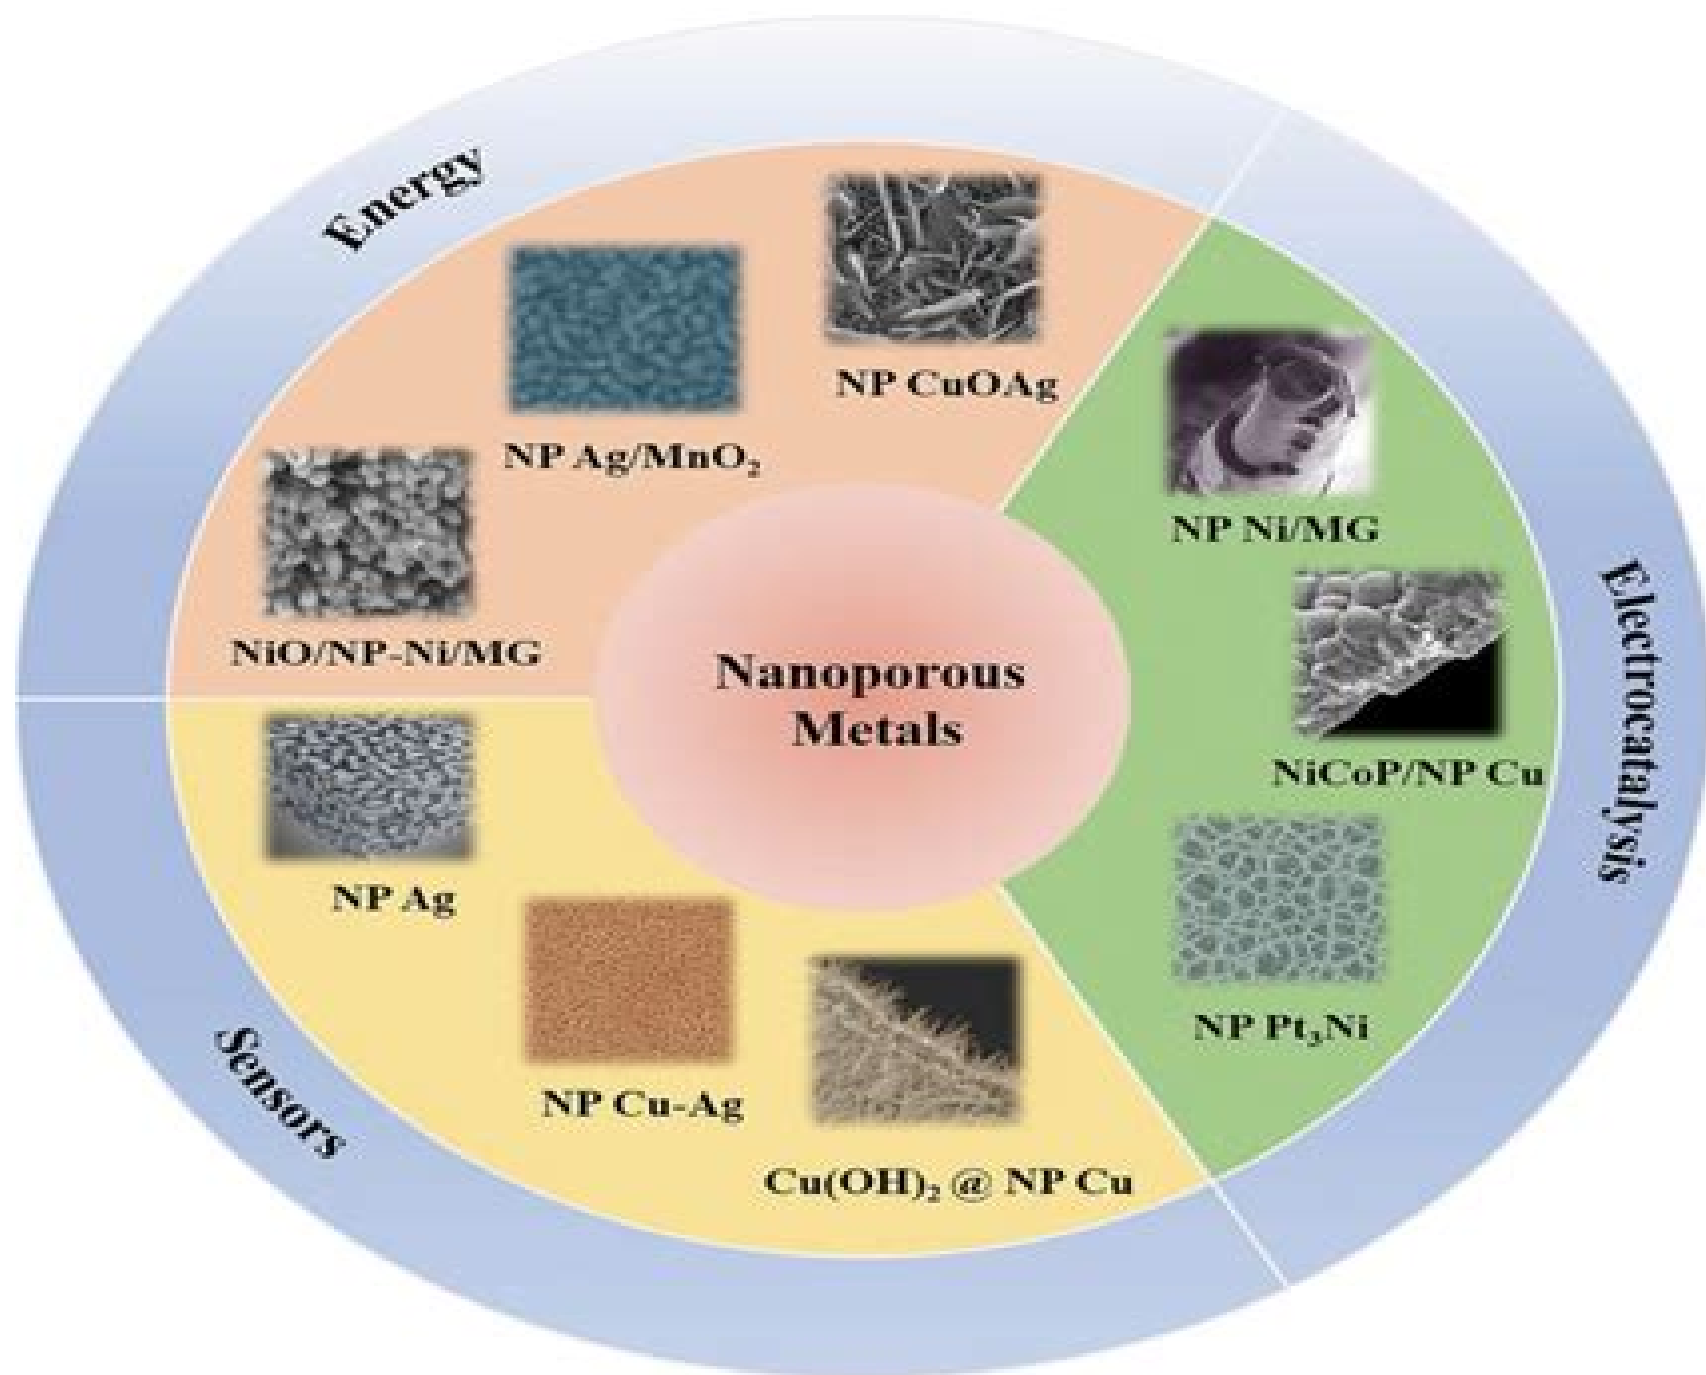 Energy
NP CuOAg
NP Ag/MnO₂
NiO/NP-Ni/MG
NP Ni/MG
NiCoP/NP Cu
NP Pt₃Ni
Electrocatalysis
Nanoporous
Metals
NP Ag
NP Cu-Ag
Cu(OH)₂ @ NP Cu
Sensors